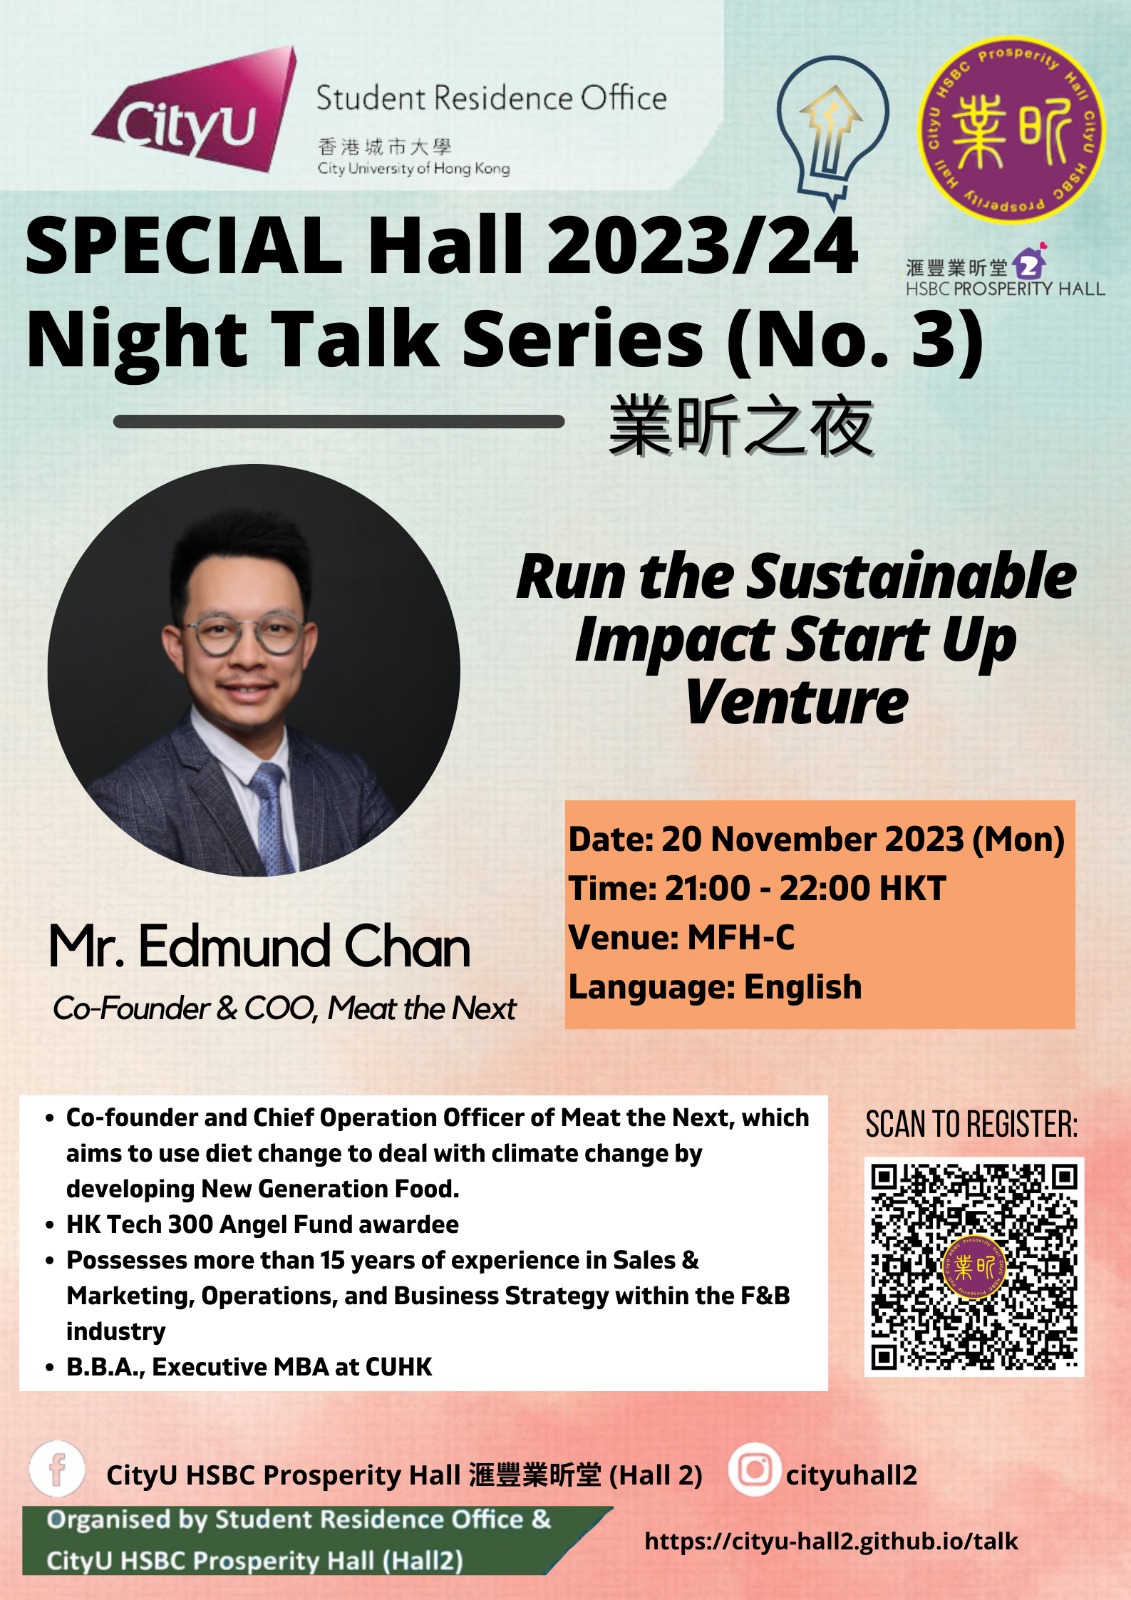 CityU
Student Residence Office
香港城市大學
City University of Hong Kong
CityU HSBC Prosperity Hall CityU HSBC Prosperity Hall
業昕
SPECIAL Hall 2023/24
滙豐業昕堂 2
HSBC PROSPERITY HALL
Night Talk Series (No. 3)
業昕之夜
Run the Sustainable
Impact Start Up
Venture
Date: 20 November 2023 (Mon)
Time: 21:00 - 22:00 HKT
Venue: MFH-C
Language: English
Mr. Edmund Chan
Co-Founder & COO, Meat the Next
• Co-founder and Chief Operation Officer of Meat the Next, which
aims to use diet change to deal with climate change by
developing New Generation Food.
• HK Tech 300 Angel Fund awardee
• Possesses more than 15 years of experience in Sales &
Marketing, Operations, and Business Strategy within the F&B
industry
• B.B.A., Executive MBA at CUHK
SCAN TO REGISTER:
業昕
CityU HSBC Prosperity Hall 滙豐業昕堂 (Hall 2)
cityuhall2
Organised by Student Residence Office &
CityU HSBC Prosperity Hall (Hall2)
https://cityu-hall2.github.io/talk